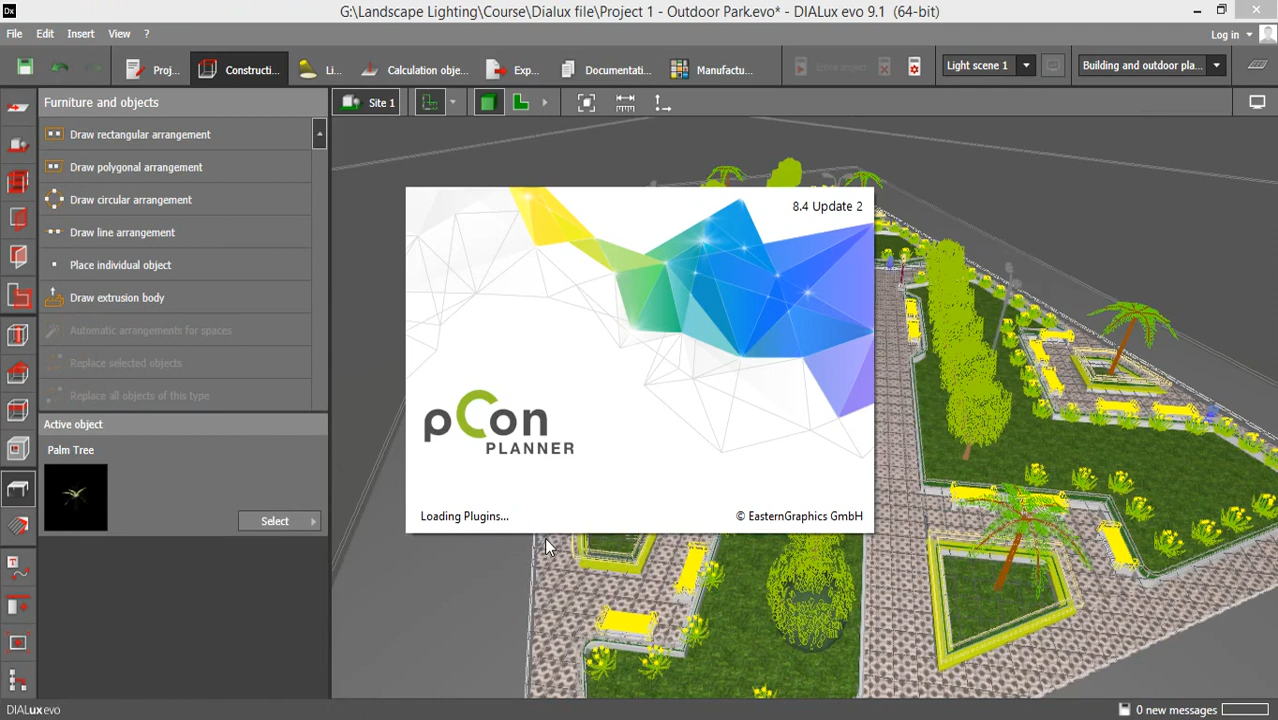 Dx
G:\Landscape Lighting\Course\Dialux file\Project 1 - Outdoor Park.evo* - DIALux evo 9.1 (64-bit)
File Edit Insert View ?
Log in
Proj... Constructi... Li... Calculation obje... Exp... Documentati... Manufactu... Entire project Light scene 1 Building and outdoor pla...
Furniture and objects
Site 1
Draw rectangular arrangement
Draw polygonal arrangement
Draw circular arrangement
Draw line arrangement
Place individual object
Draw extrusion body
Automatic arrangements for spaces
Replace selected objects
Replace all objects of this type
Active object
Palm Tree
Select
8.4 Update 2
pCon
PLANNER
Loading Plugins...
© EasternGraphics GmbH
DIALux evo
0 new messages